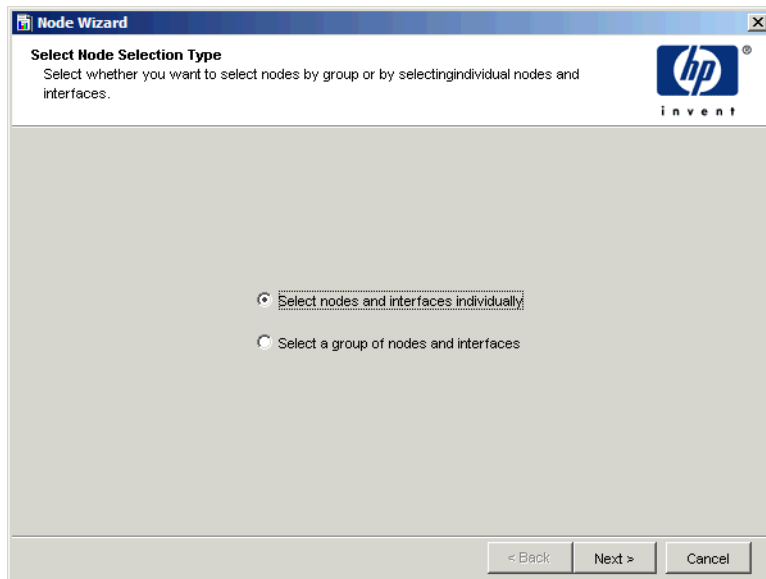 Node Wizard
Select Node Selection Type
Select whether you want to select nodes by group or by selectingindividual nodes and
interfaces.
hp
®
invent
Select nodes and interfaces individually
Select a group of nodes and interfaces
< Back
Next >
Cancel